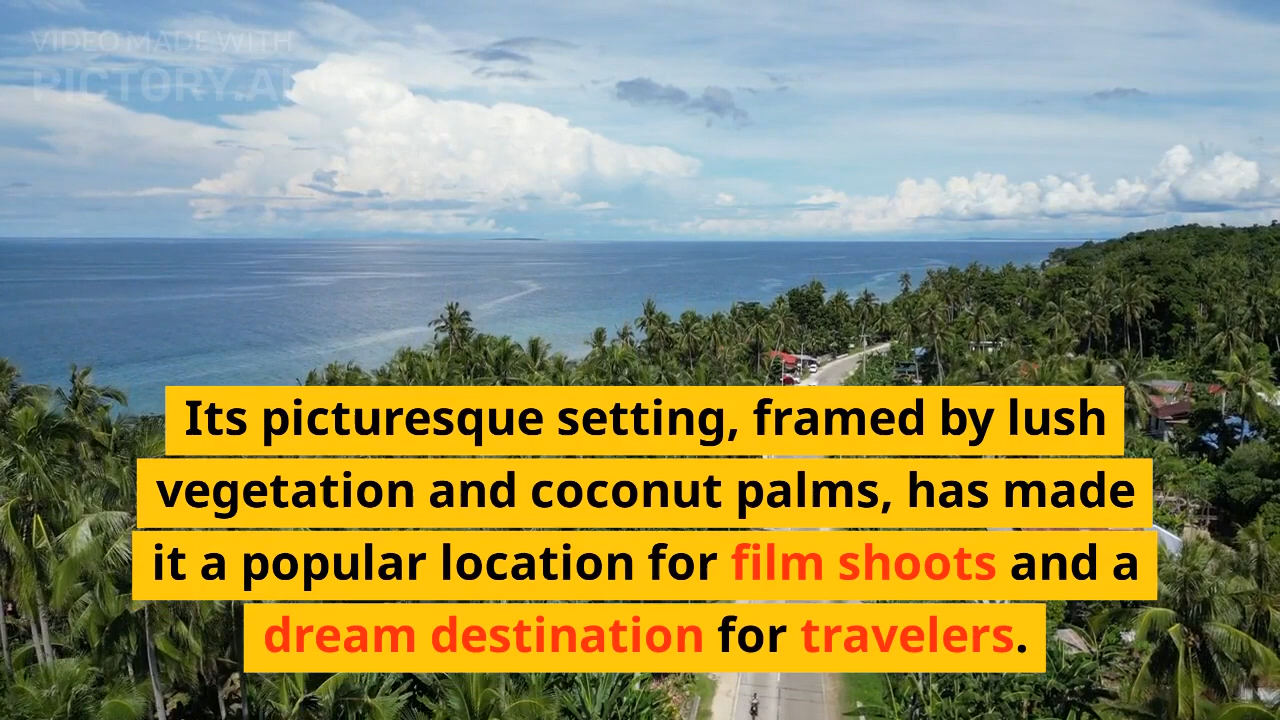 VIDEO MADE WITH
PICTORY.AI
Its picturesque setting, framed by lush
vegetation and coconut palms, has made
it a popular location for film shoots and a
dream destination for travelers.